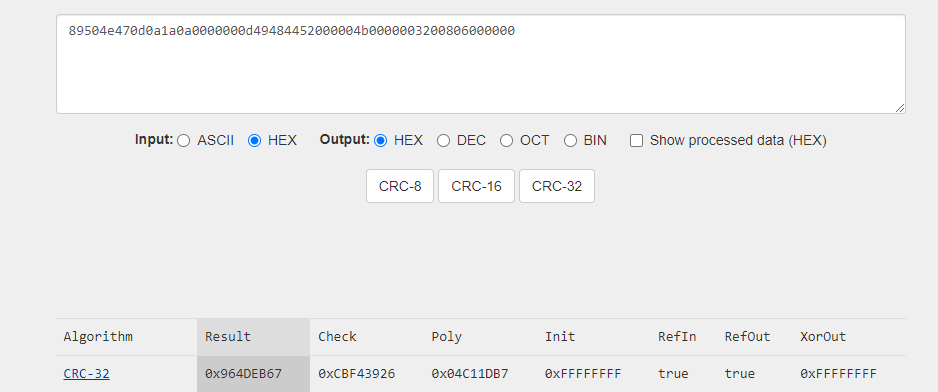 89504e470d0a1a0a0000000d49484452000004b0000003200806000000
Input: ASCII HEX Output: HEX DEC OCT BIN Show processed data (HEX)
CRC-8 CRC-16 CRC-32
Algorithm Result Check Poly Init RefIn RefOut XorOut
CRC-32 0x964DEB67 0xCBF43926 0x04C11DB7 0xFFFFFFFF true true 0xFFFFFFFF